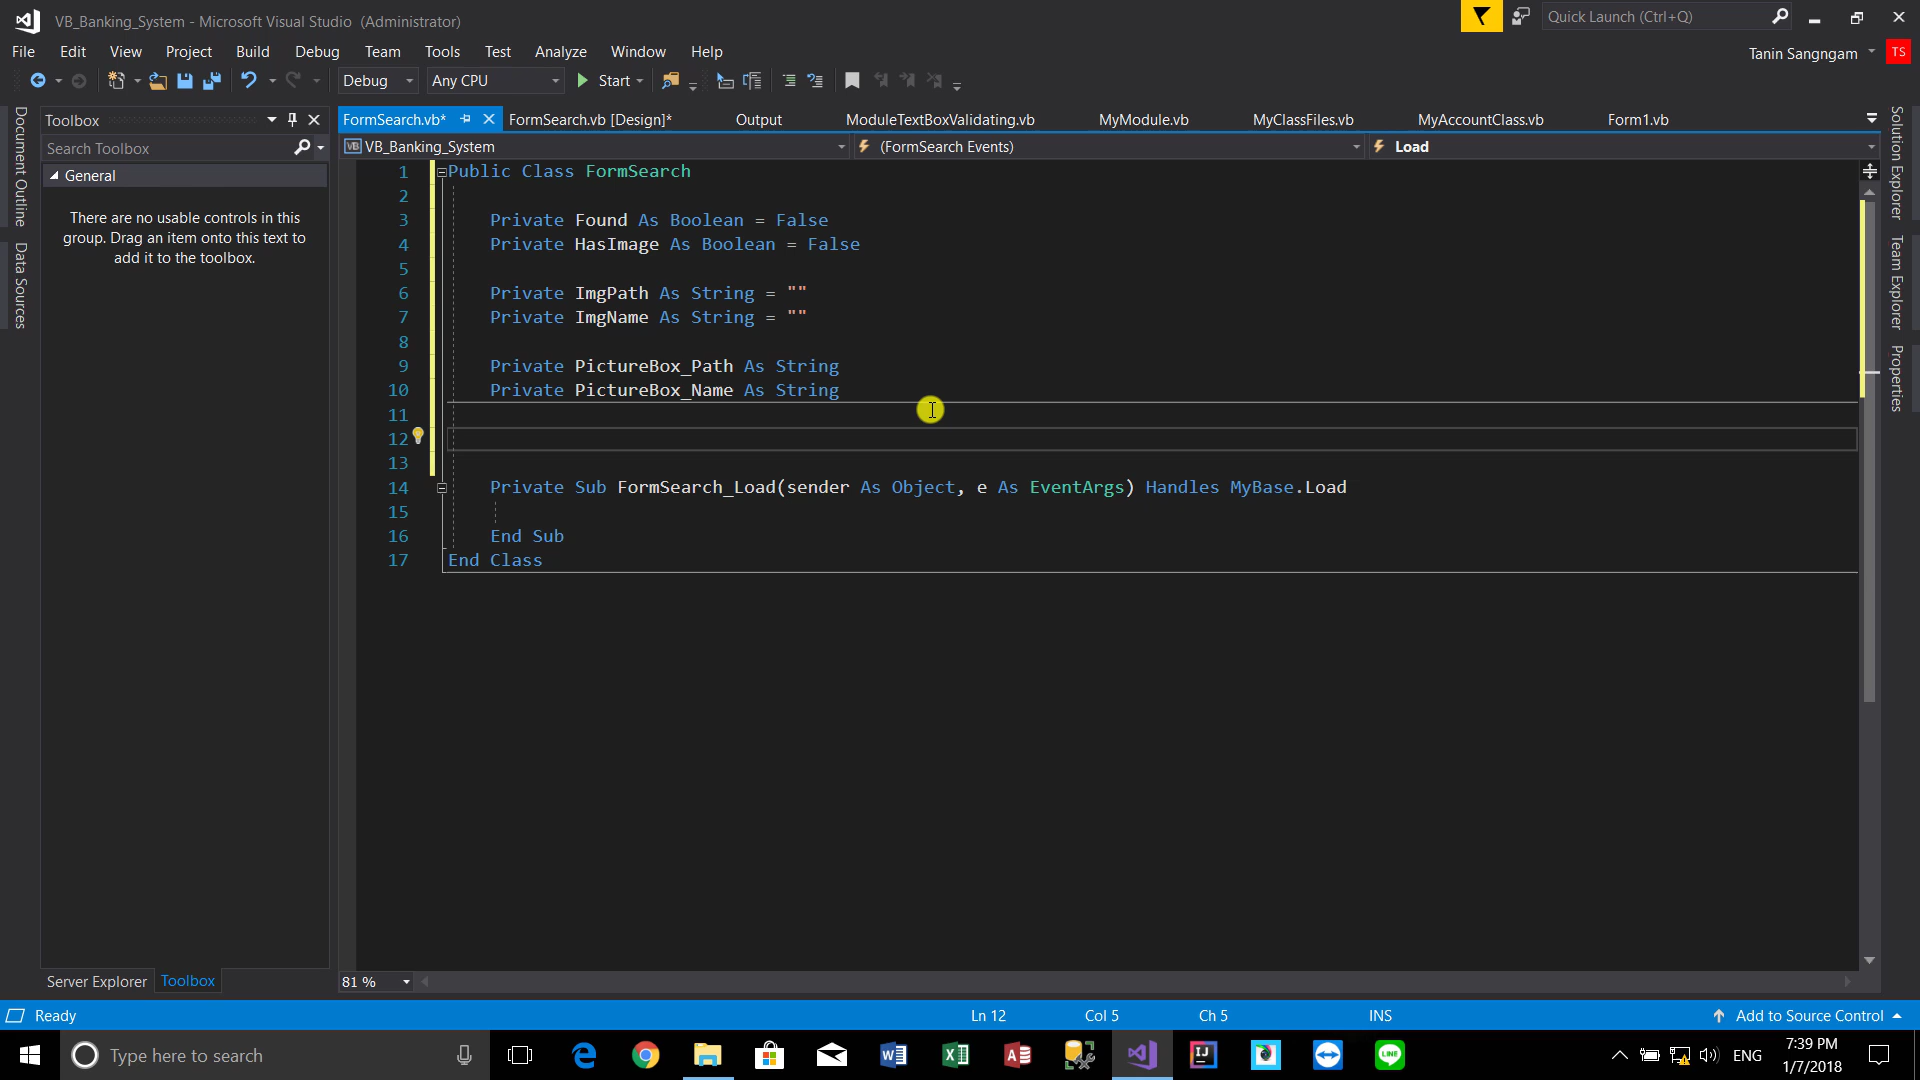 VB_Banking_System - Microsoft Visual Studio (Administrator)
Quick Launch (Ctrl+Q)
File Edit View Project Build Debug Team Tools Test Analyze Window Help
Tanin Sangngam TS
Debug Any CPU Start
Document Outline
Data Sources
Toolbox
Search Toolbox
General
There are no usable controls in this
group. Drag an item onto this text to
add it to the toolbox.
Server Explorer Toolbox
FormSearch.vb* FormSearch.vb [Design]* Output ModuleTextBoxValidating.vb MyModule.vb MyClassFiles.vb MyAccountClass.vb Form1.vb
VB VB_Banking_System (FormSearch Events) Load
1 Public Class FormSearch
2
3 Private Found As Boolean = False
4 Private HasImage As Boolean = False
5
6 Private ImgPath As String = ""
7 Private ImgName As String = ""
8
9 Private PictureBox_Path As String
10 Private PictureBox_Name As String
11
12
13
14 Private Sub FormSearch_Load(sender As Object, e As EventArgs) Handles MyBase.Load
15
16 End Sub
17 End Class
81 %
Solution Explorer
Team Explorer
Properties
Ready Ln 12 Col 5 Ch 5 INS Add to Source Control
Type here to search
LINE
ENG
7:39 PM
1/7/2018